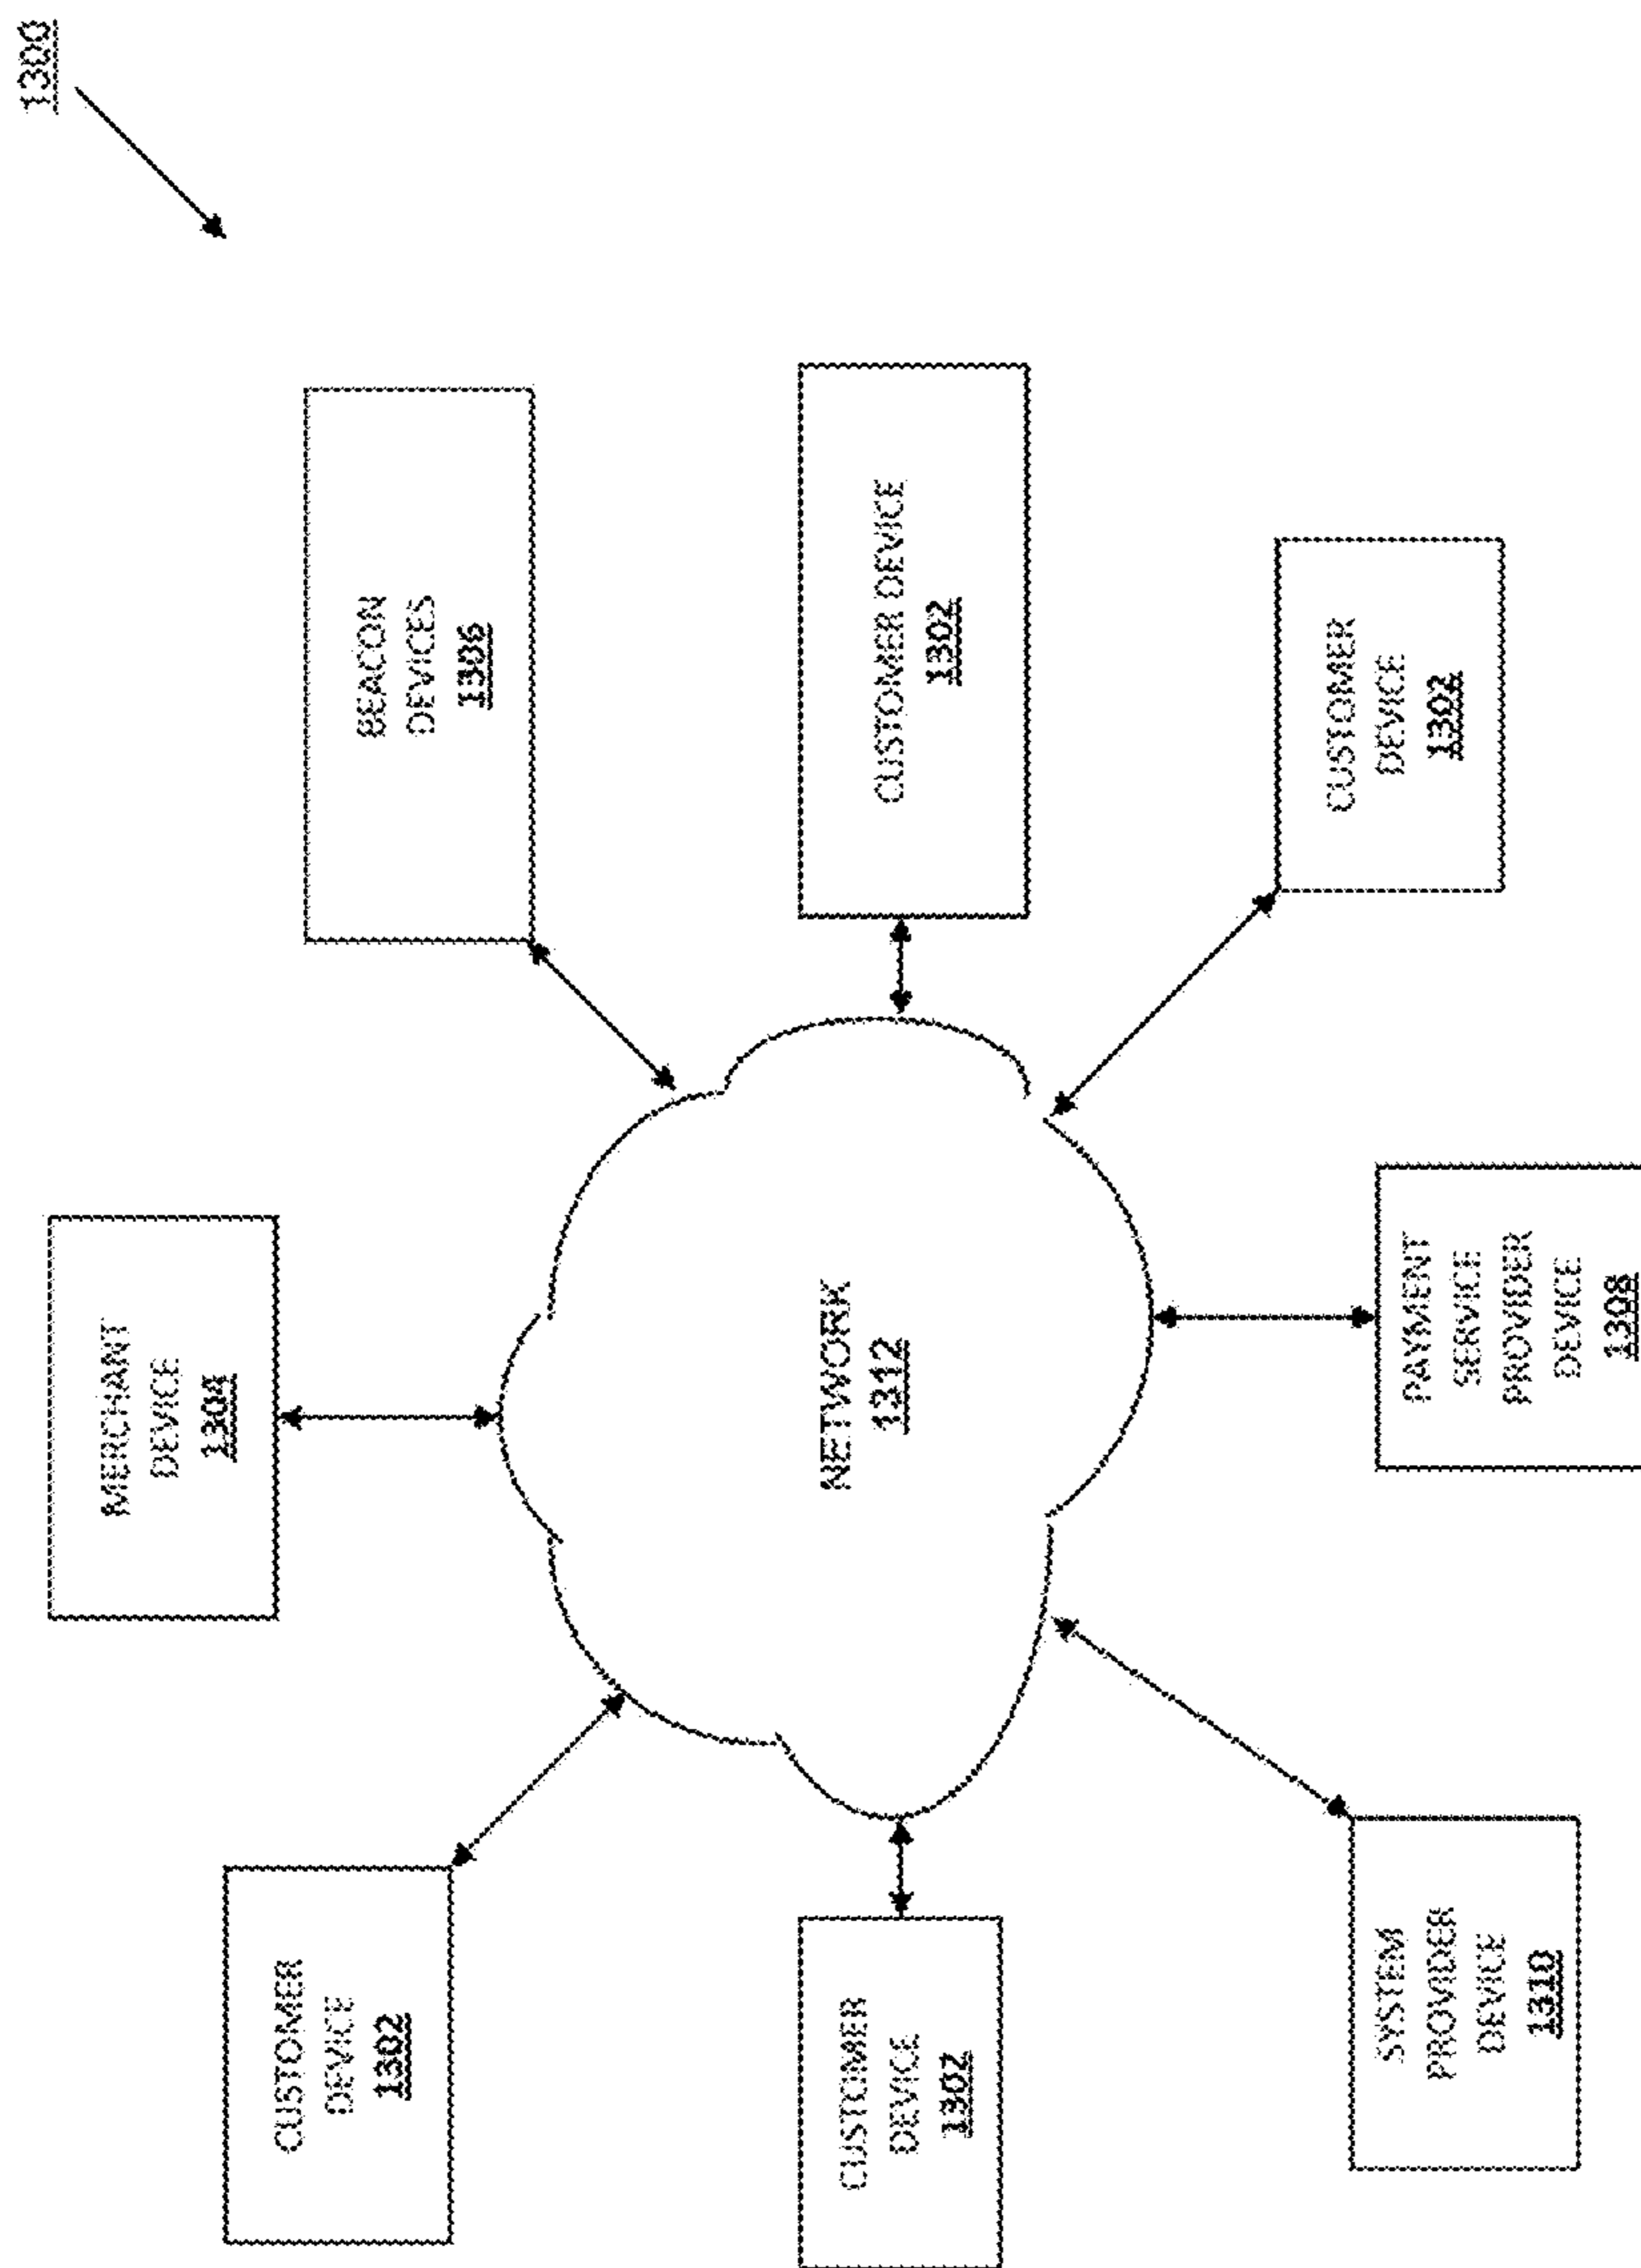 1300
CUSTOMER
DEVICE
1302
MERCHANT
DEVICE
1304
BEACON
DEVICES
1306
CUSTOMER
DEVICE
1302
NETWORK
1312
CUSTOMER DEVICE
1302
SYSTEM
PROVIDER
DEVICE
1310
PAYMENT
SERVICE
PROVIDER
DEVICE
1308
CUSTOMER
DEVICE
1302